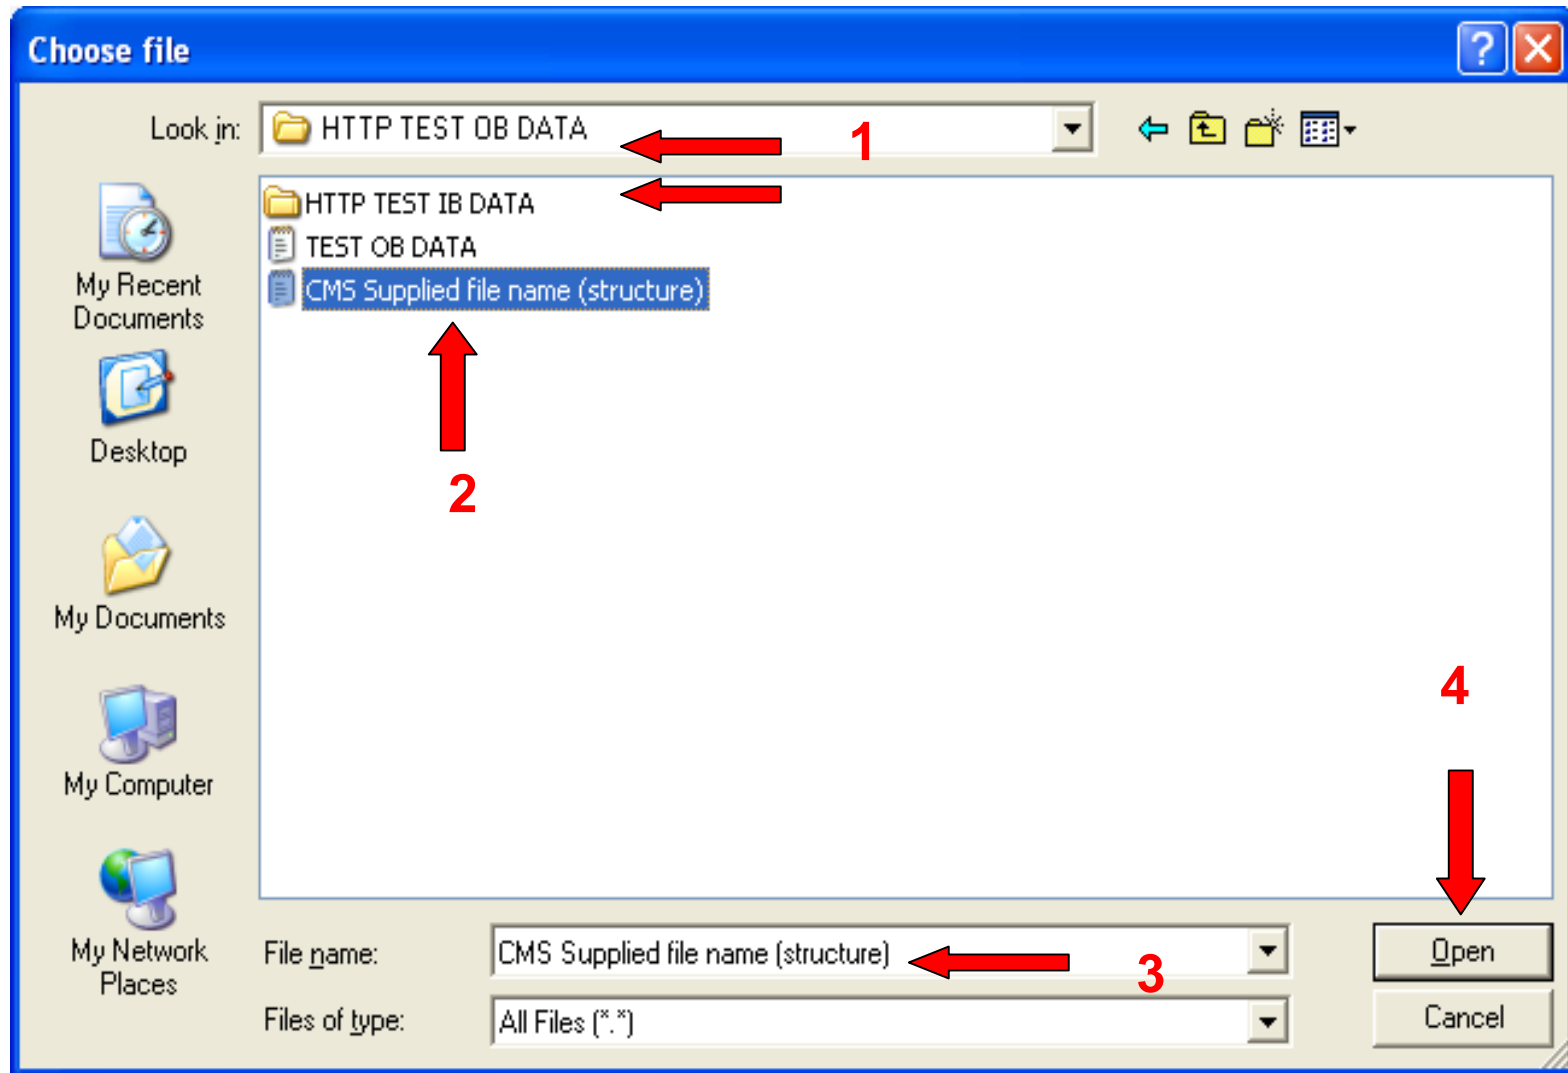 Choose file
Look in:
HTTP TEST OB DATA
1
HTTP TEST IB DATA
TEST OB DATA
CMS Supplied file name (structure)
2
My Recent
Documents
Desktop
My Documents
My Computer
My Network
Places
4
File name:
CMS Supplied file name (structure)
3
Open
Files of type:
All Files (*.*)
Cancel